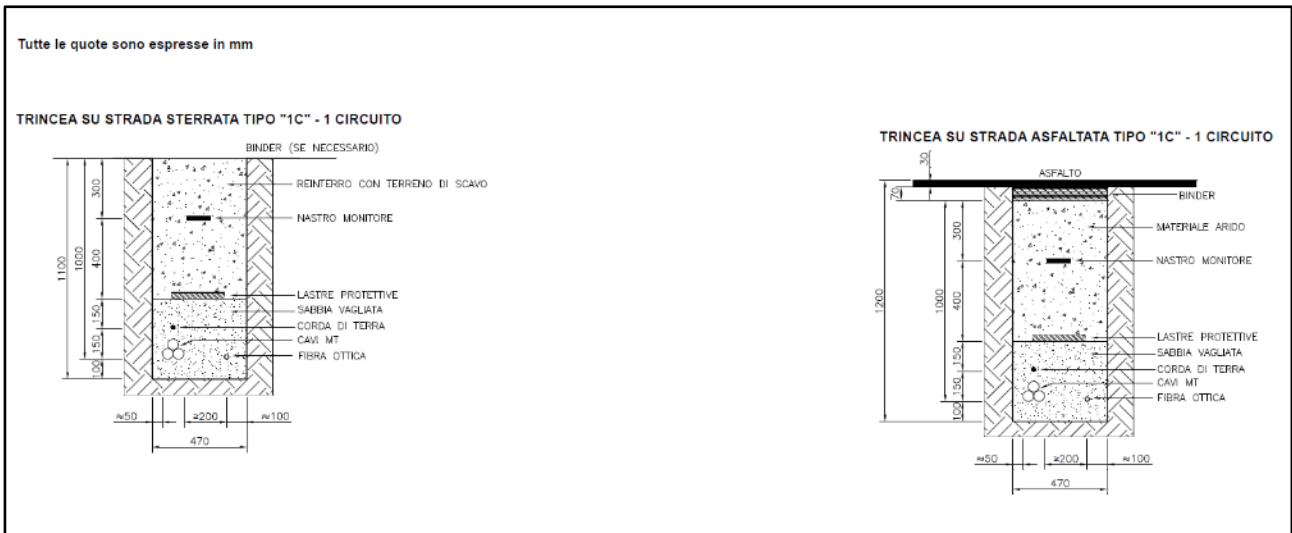 Tutte le quote sono espresse in mm
TRINCEA SU STRADA STERRATA TIPO "1C" - 1 CIRCUITO
BINDER (SE NECESSARIO)
REINTERRO CON TERRENO DI SCAVO
NASTRO MONITORE
LASTRE PROTETTIVE
SABBIA VAGLIATA
CORDA DI TERRA
CAVI MT
FIBRA OTTICA
1100
1000
300
400
150
150
100
≈50
≥200
≈100
470
TRINCEA SU STRADA ASFALTATA TIPO "1C" - 1 CIRCUITO
30
ASFALTO
70
BINDER
MATERIALE ARIDO
NASTRO MONITORE
LASTRE PROTETTIVE
SABBIA VAGLIATA
CORDA DI TERRA
CAVI MT
FIBRA OTTICA
1200
1000
300
400
150
150
100
≈50
≥200
≈100
470